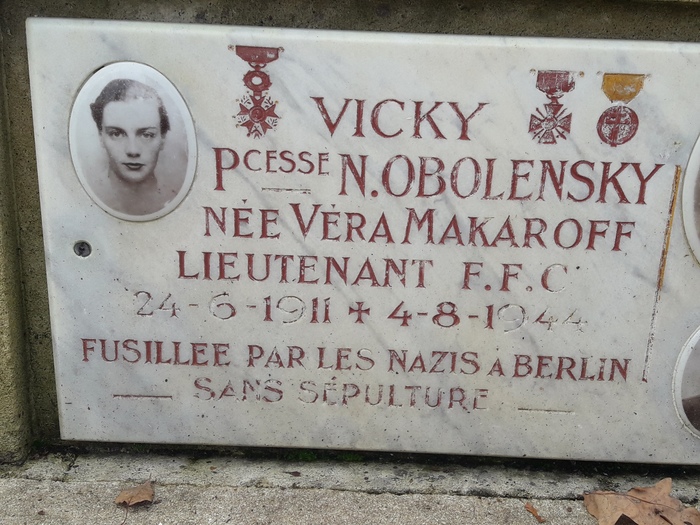 VICKY
PCESSE N. OBOLENSKY
NÉE VÉRA MAKAROFF
LIEUTENANT F.F.C
24-6-1911 + 4-8-1944
FUSILLEE PAR LES NAZIS A BERLIN
SANS SÉPULTURE